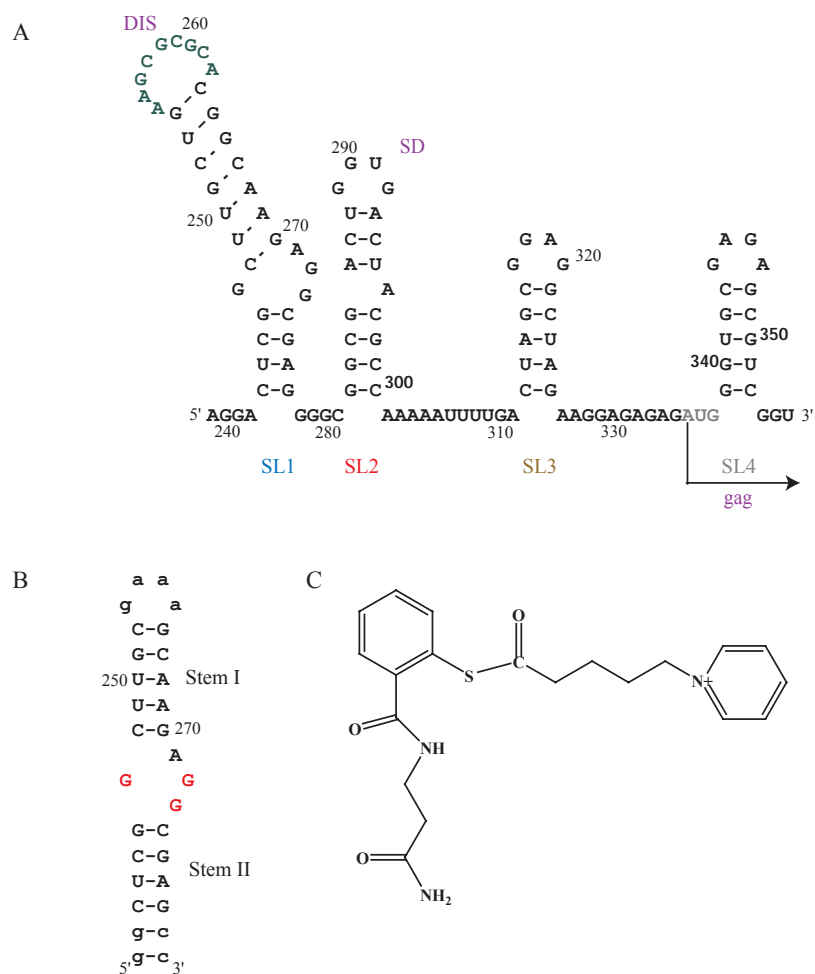 A
DIS
260
G C G
C C
G A
A C
A G G
U G
C C 290 G U SD
G A G G
250 U A U-A
U G 270 A C-C G A A G
C G A-U G G 320 G A
G G A
G-C G-C C-G C-G
C-G C-G G-C G-C 350
U-A G-C A-U U-G
C-G G-C U-A 340 G-U
C-G G-C 300 C-G G-C
5' AGGA GGGC AAAAAUUUUGA AAGGAGAGAGAUG GGU 3'
240 280 310 330
SL1 SL2 SL3 SL4
gag
B
a a
g a
C-G
G-C
250 U-A Stem I
U-A
C-G 270
A
G G
G
G-C
C-G Stem II
U-A
C-G
g-c
g-c
5' 3'
C
O
S C
N+
O
NH
O
NH2